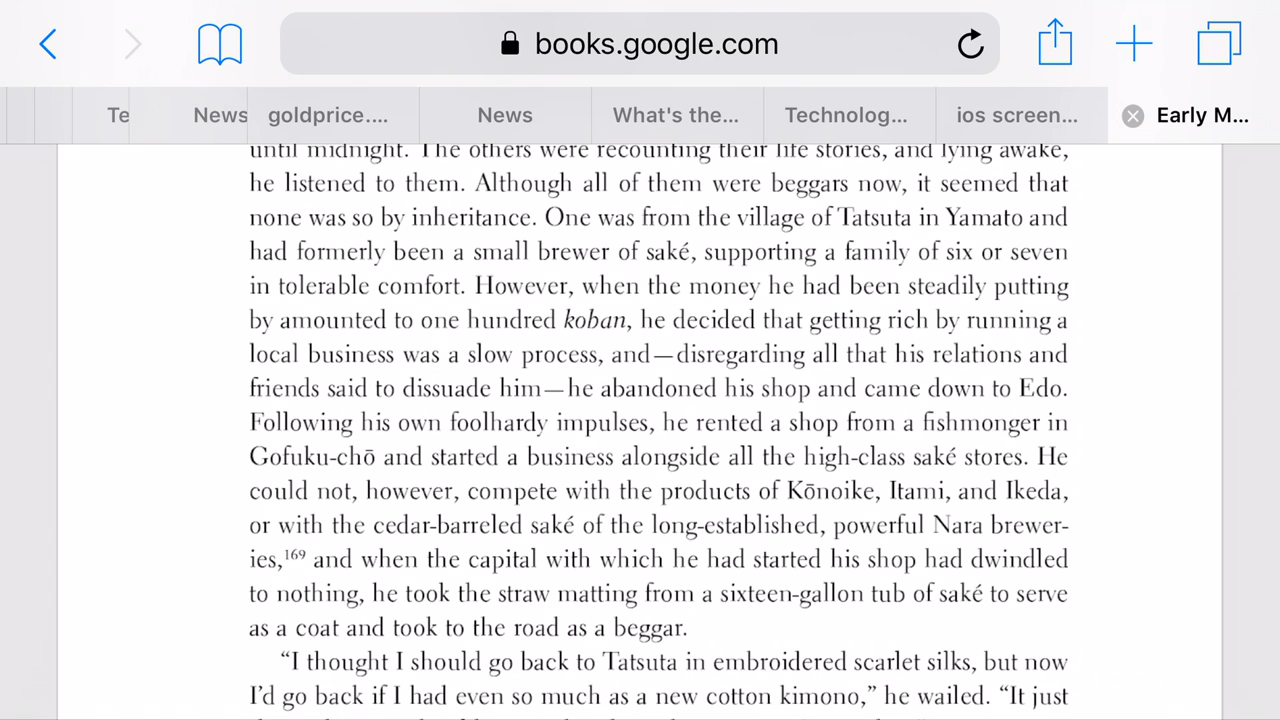 books.google.com
Te
News
goldprice....
News
What's the...
Technolog...
ios screen...
Early M...
until midnight. The others were recounting their life stories, and lying awake,
he listened to them. Although all of them were beggars now, it seemed that
none was so by inheritance. One was from the village of Tatsuta in Yamato and
had formerly been a small brewer of saké, supporting a family of six or seven
in tolerable comfort. However, when the money he had been steadily putting
by amounted to one hundred koban, he decided that getting rich by running a
local business was a slow process, and—disregarding all that his relations and
friends said to dissuade him—he abandoned his shop and came down to Edo.
Following his own foolhardy impulses, he rented a shop from a fishmonger in
Gofuku-chō and started a business alongside all the high-class saké stores. He
could not, however, compete with the products of Kōnoike, Itami, and Ikeda,
or with the cedar-barreled saké of the long-established, powerful Nara brewer-
ies,169 and when the capital with which he had started his shop had dwindled
to nothing, he took the straw matting from a sixteen-gallon tub of saké to serve
as a coat and took to the road as a beggar.
“I thought I should go back to Tatsuta in embroidered scarlet silks, but now
I’d go back if I had even so much as a new cotton kimono,” he wailed. “It just